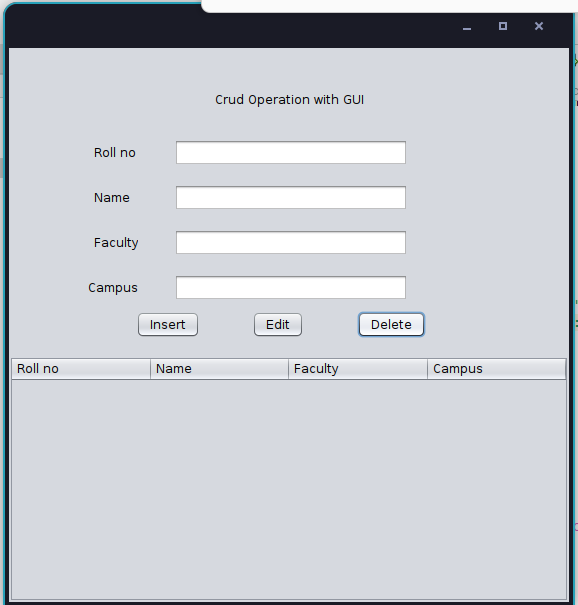 Crud Operation with GUI
Roll no
Name
Faculty
Campus
Insert Edit Delete
Roll no Name Faculty Campus